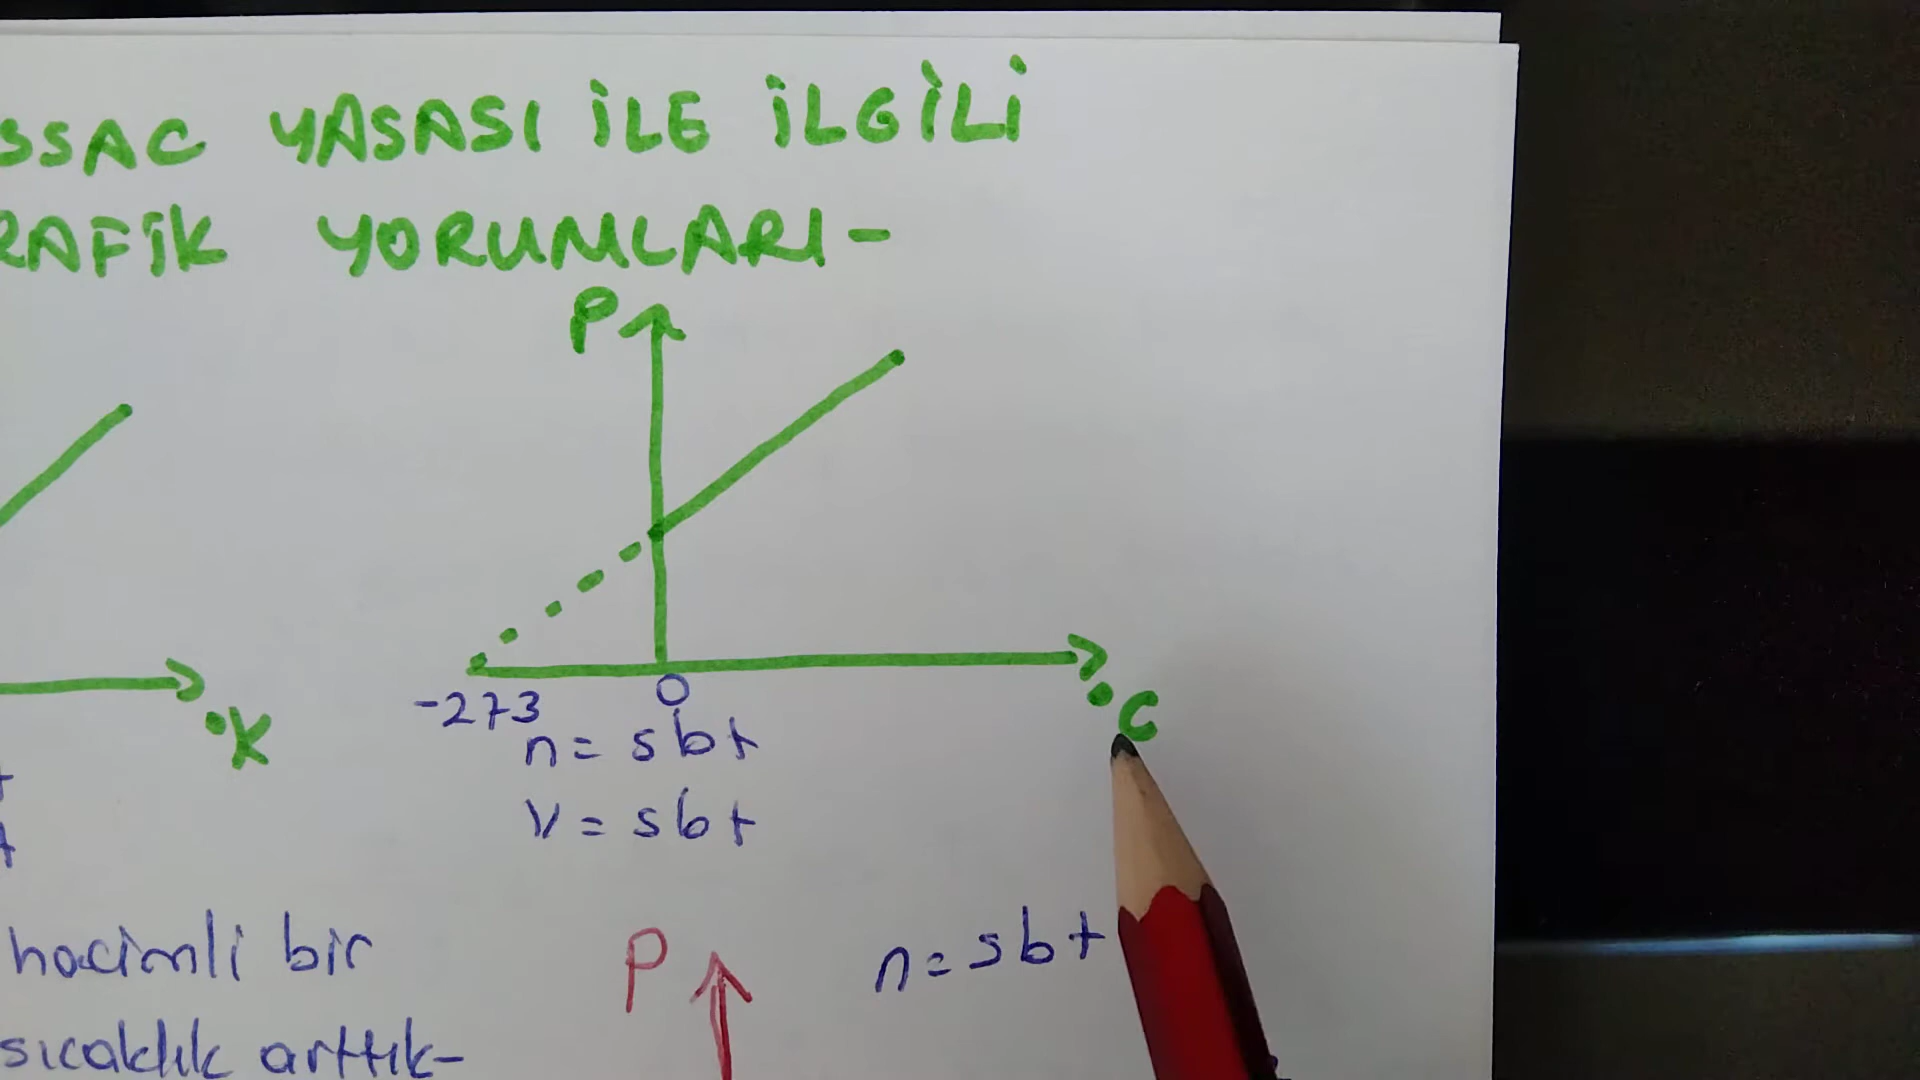 SSAC YASASI İLE İLGİLİ
RAFİK YORUMLARI-
P
°K
-273
0
°C
n = sbt
V = sbt
hacimli bir
sıcaklık arttık-
P
n = sbt